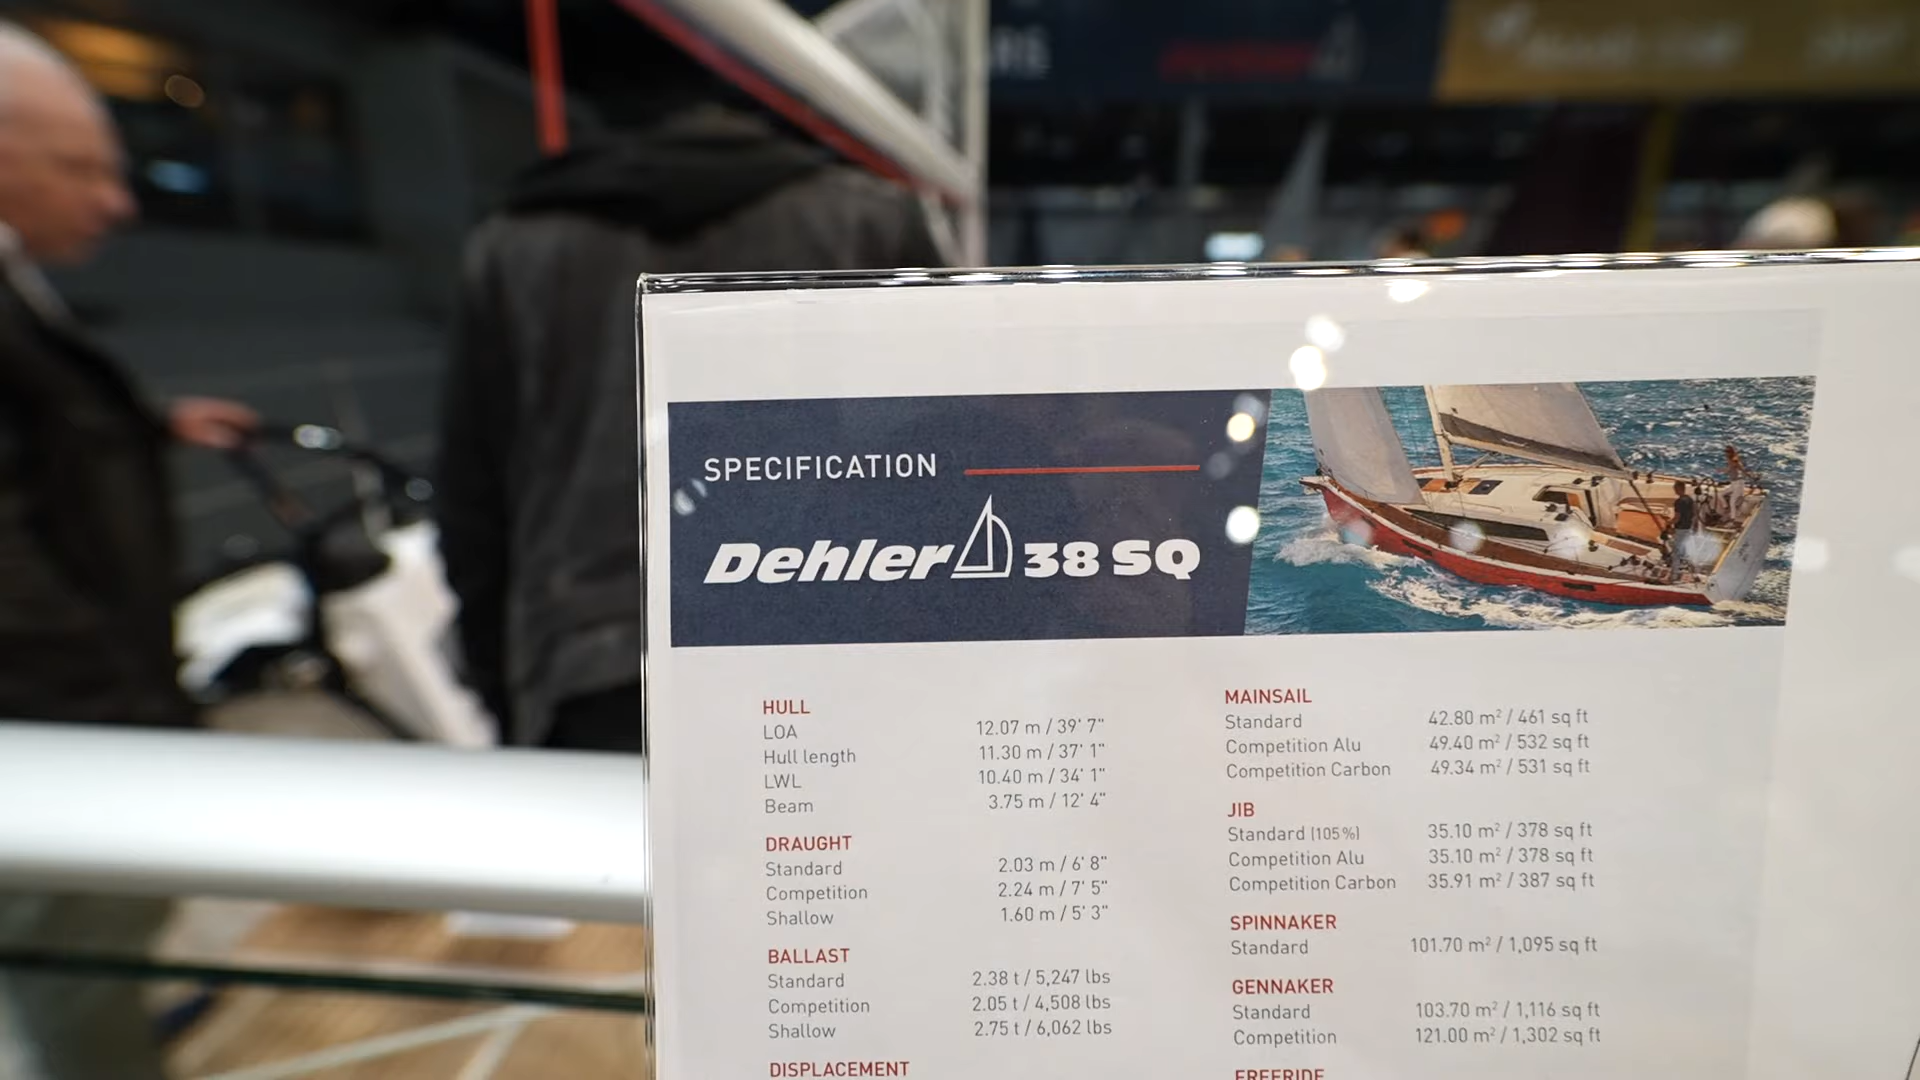 SPECIFICATION
Dehler 38 SQ
HULL
LOA 12.07 m / 39' 7"
Hull length 11.30 m / 37' 1"
LWL 10.40 m / 34' 1"
Beam 3.75 m / 12' 4"
DRAUGHT
Standard 2.03 m / 6' 8"
Competition 2.24 m / 7' 5"
Shallow 1.60 m / 5' 3"
BALLAST
Standard 2.38 t / 5,247 lbs
Competition 2.05 t / 4,508 lbs
Shallow 2.75 t / 6,062 lbs
DISPLACEMENT
MAINSAIL
Standard 42.80 m² / 461 sq ft
Competition Alu 49.40 m² / 532 sq ft
Competition Carbon 49.34 m² / 531 sq ft
JIB
Standard (105%) 35.10 m² / 378 sq ft
Competition Alu 35.10 m² / 378 sq ft
Competition Carbon 35.91 m² / 387 sq ft
SPINNAKER
Standard 101.70 m² / 1,095 sq ft
GENNAKER
Standard 103.70 m² / 1,116 sq ft
Competition 121.00 m² / 1,302 sq ft
FREERIDE